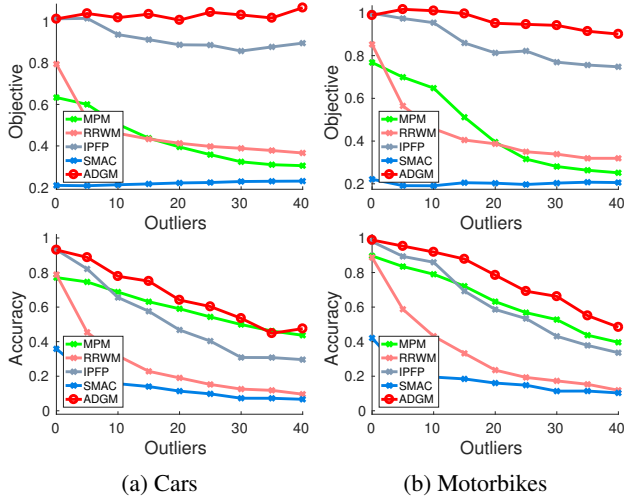 1
0.8
0.6
0.4
0.2
Objective
MPM
RRWM
IPFP
SMAC
ADGM
0 10 20 30 40
Outliers
1
0.8
0.6
0.4
0.2
Objective
MPM
RRWM
IPFP
SMAC
ADGM
0 10 20 30 40
Outliers
1
0.8
0.6
0.4
0.2
0
Accuracy
MPM
RRWM
IPFP
SMAC
ADGM
0 10 20 30 40
Outliers
1
0.8
0.6
0.4
0.2
0
Accuracy
MPM
RRWM
IPFP
SMAC
ADGM
0 10 20 30 40
Outliers
(a) Cars
(b) Motorbikes